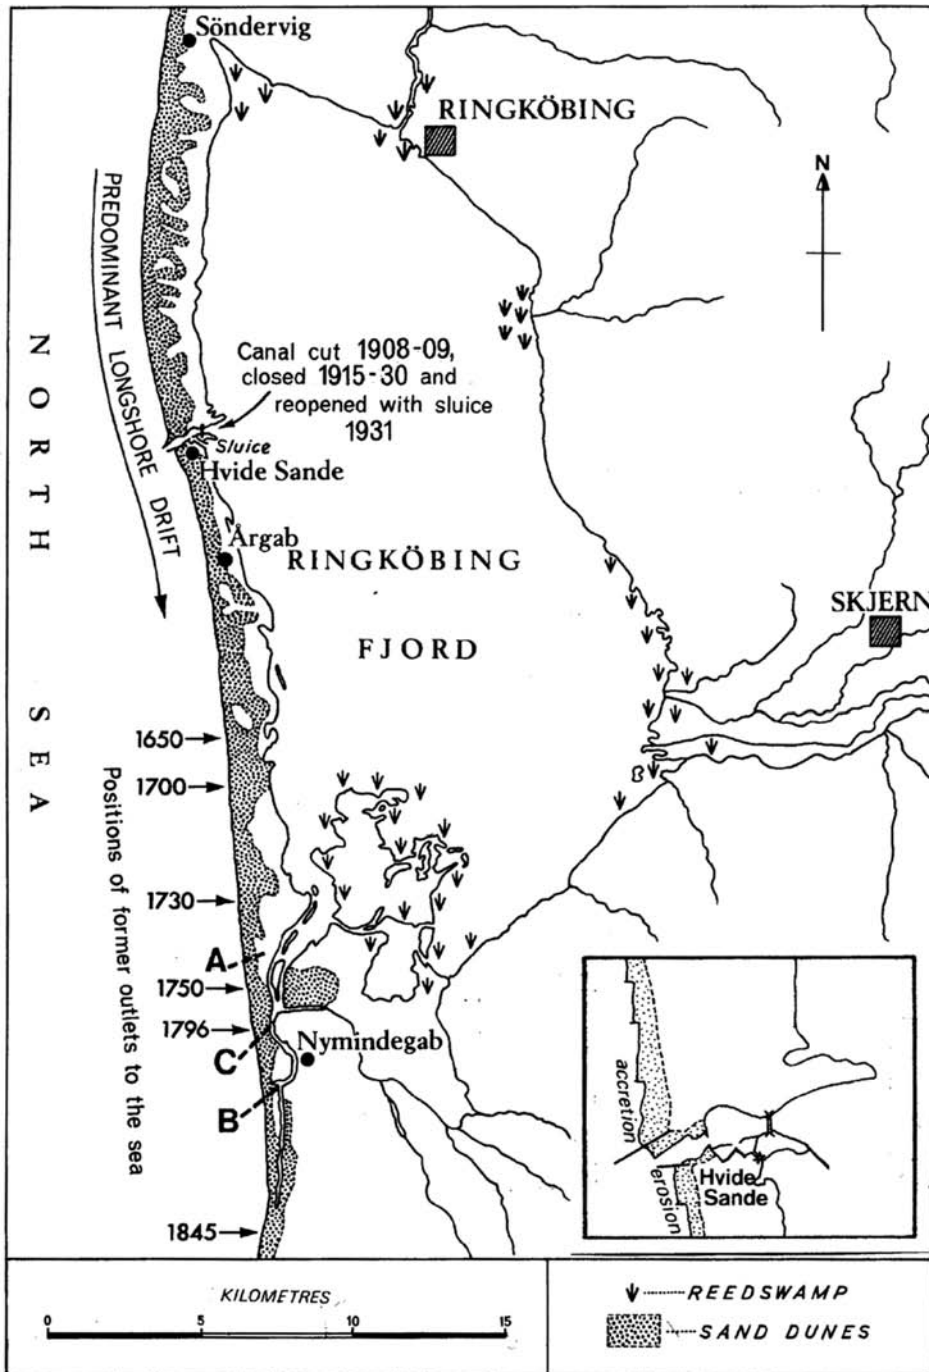 Söndervig
RINGKÖBING
N
PREDOMINANT LONGSHORE DRIFT
NORTH SEA
Canal cut 1908-09,
closed 1915-30 and
reopened with sluice
1931
Sluice
Hvide Sande
Årgab
RINGKÖBING
FJORD
SKJERN
Positions of former outlets to the sea
1650
1700
1730
A
1750
1796
C
Nymindegab
B
1845
accretion
erosion
Hvide
Sande
KILOMETRES
0 5 10 15
REEDSWAMP
SAND DUNES